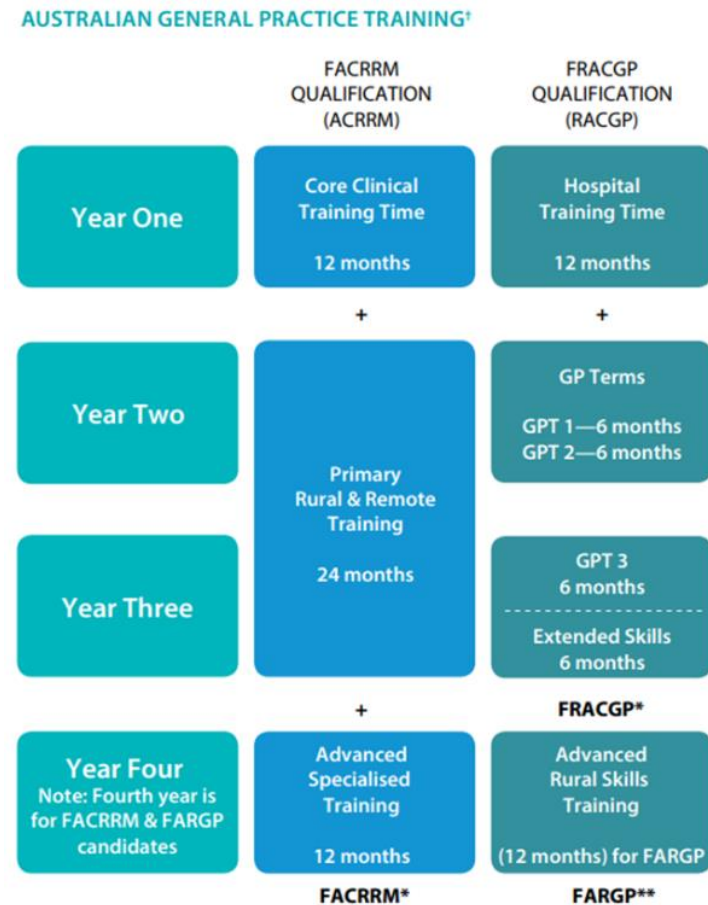 AUSTRALIAN GENERAL PRACTICE TRAINING†
FACRRM
QUALIFICATION
(ACRRM)
FRACGP
QUALIFICATION
(RACGP)
Year One
Core Clinical
Training Time
12 months
Hospital
Training Time
12 months
+
+
Year Two
Primary
Rural & Remote
Training
24 months
GP Terms
GPT 1—6 months
GPT 2—6 months
Year Three
GPT 3
6 months
Extended Skills
6 months
+
FRACGP*
Year Four
Note: Fourth year is
for FACRRM & FARGP
candidates
Advanced
Specialised
Training
12 months
Advanced
Rural Skills
Training
(12 months) for FARGP
FACRRM*
FARGP**